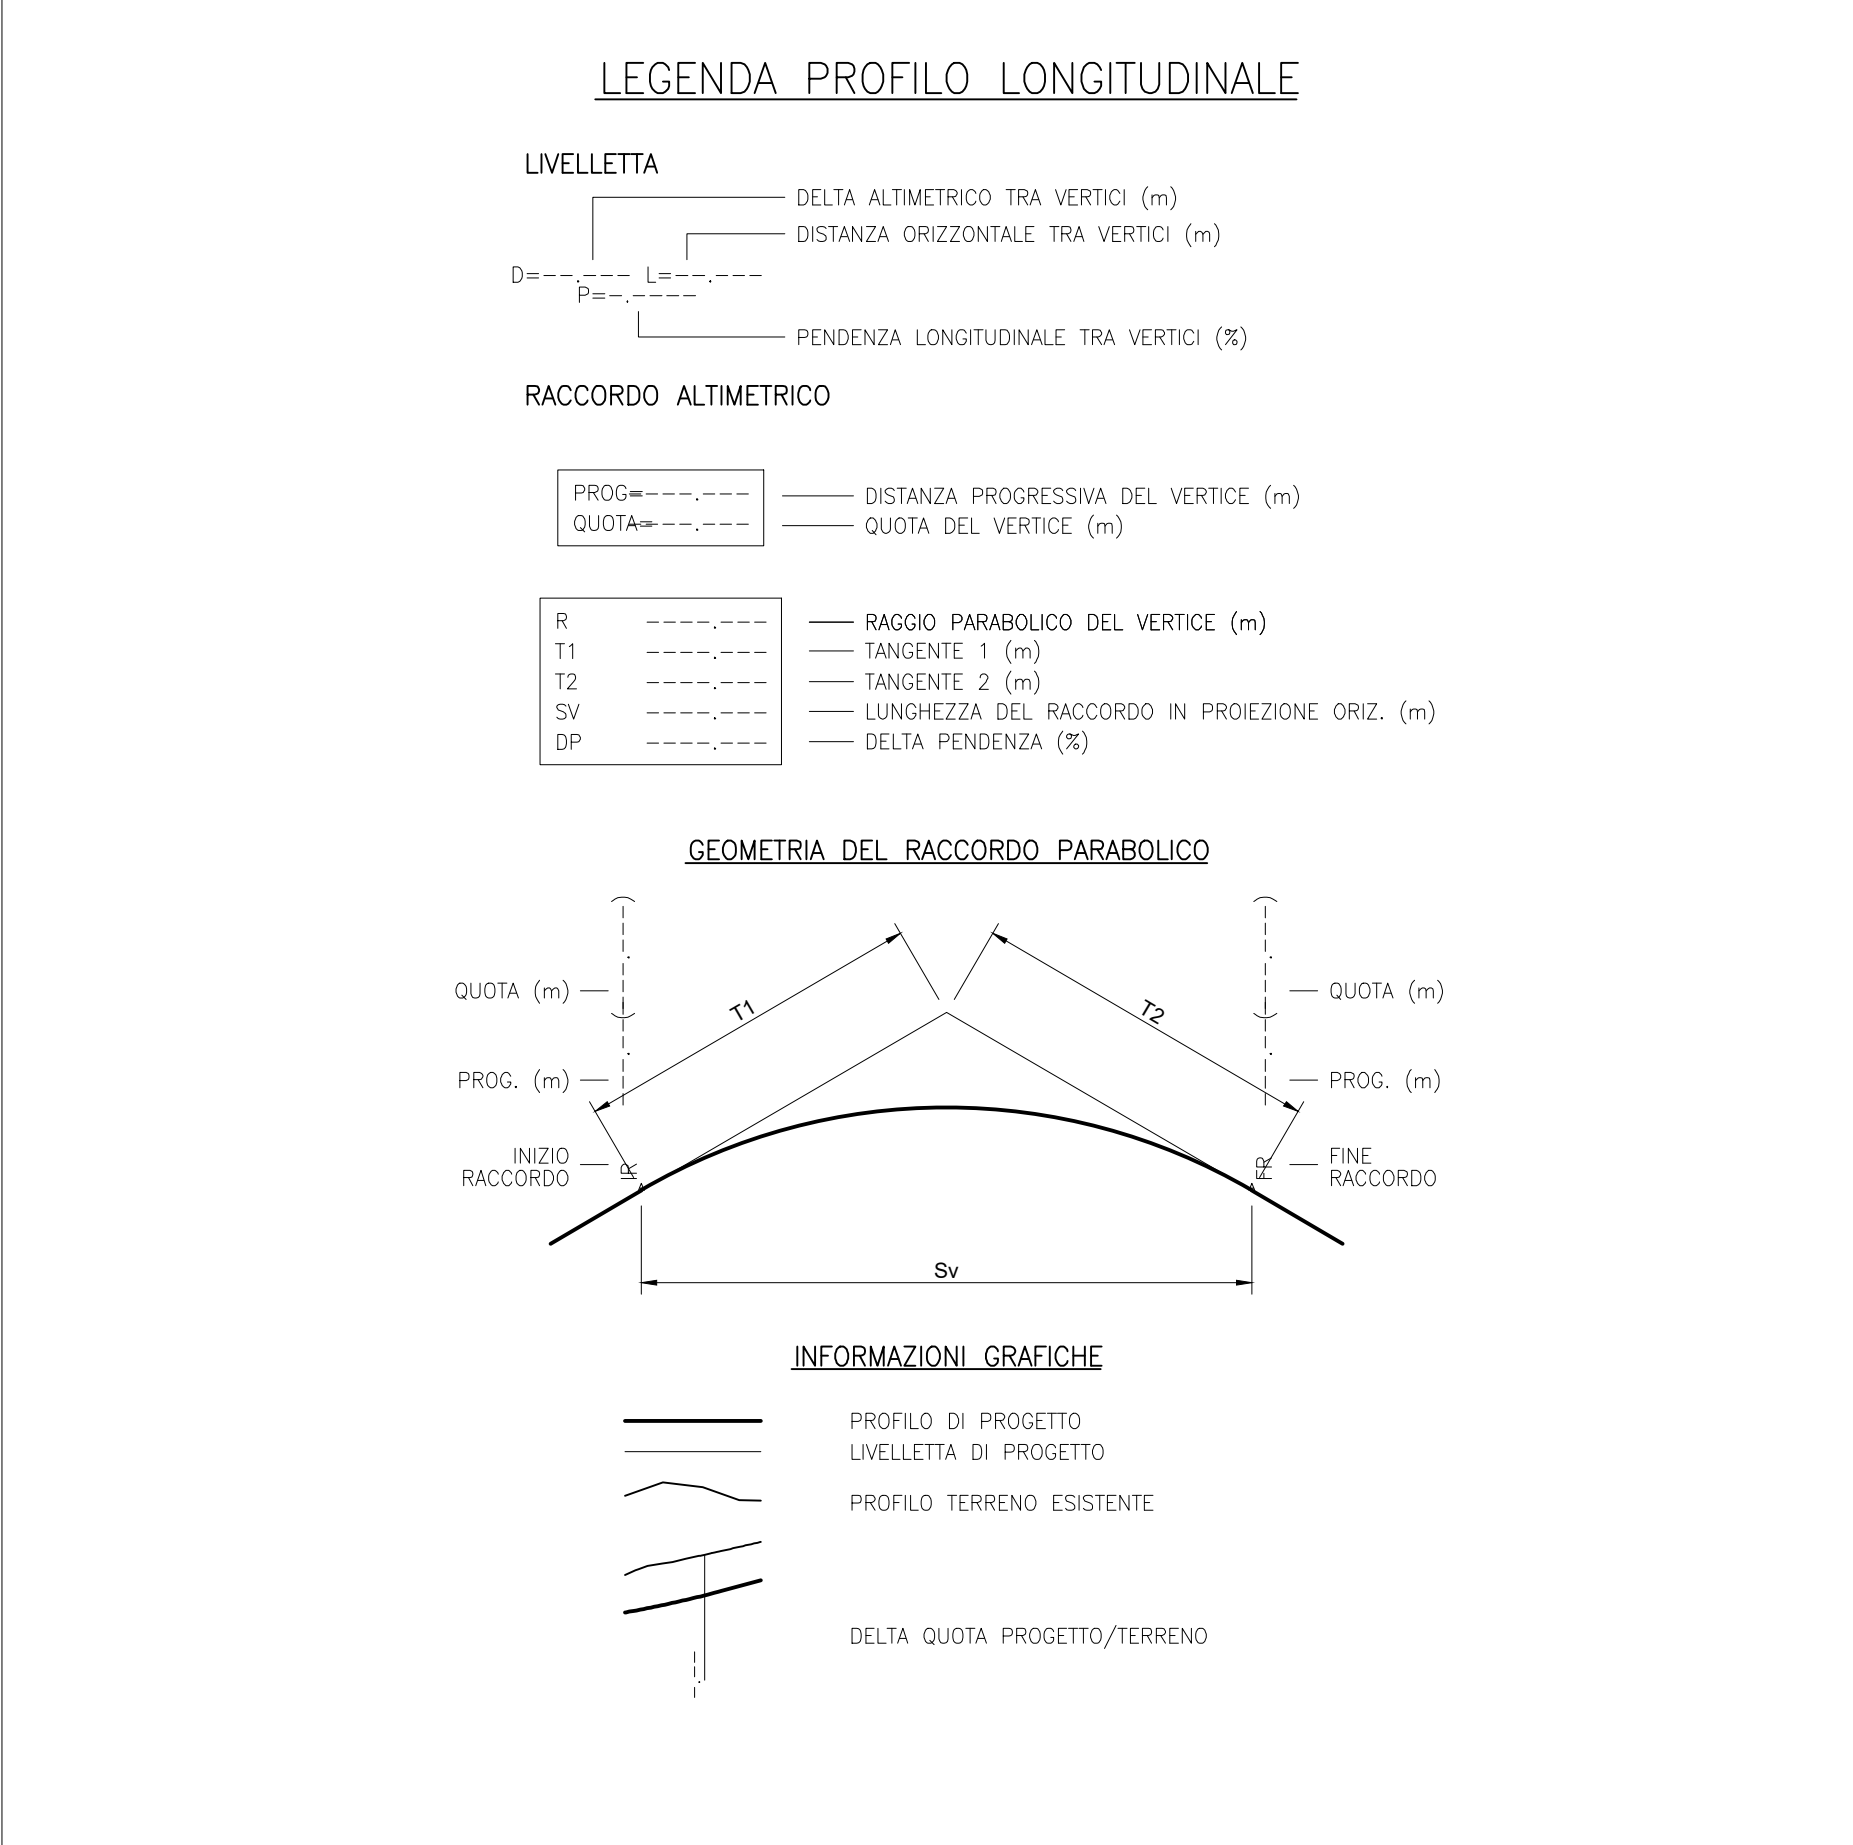 LEGENDA PROFILO LONGITUDINALE
LIVELLETTA
DELTA ALTIMETRICO TRA VERTICI (m)
DISTANZA ORIZZONTALE TRA VERTICI (m)
D=--.--- L=--.---
P=-.----
PENDENZA LONGITUDINALE TRA VERTICI (%)
RACCORDO ALTIMETRICO
PROG=---.--- DISTANZA PROGRESSIVA DEL VERTICE (m)
QUOTA=---.--- QUOTA DEL VERTICE (m)
R ----.--- RAGGIO PARABOLICO DEL VERTICE (m)
T1 ----.--- TANGENTE 1 (m)
T2 ----.--- TANGENTE 2 (m)
SV ----.--- LUNGHEZZA DEL RACCORDO IN PROIEZIONE ORIZ. (m)
DP ----.--- DELTA PENDENZA (%)
GEOMETRIA DEL RACCORDO PARABOLICO
QUOTA (m)
T1
T2
QUOTA (m)
PROG. (m)
PROG. (m)
INIZIO
RACCORDO
IR
FR
FINE
RACCORDO
Sv
INFORMAZIONI GRAFICHE
PROFILO DI PROGETTO
LIVELLETTA DI PROGETTO
PROFILO TERRENO ESISTENTE
DELTA QUOTA PROGETTO/TERRENO